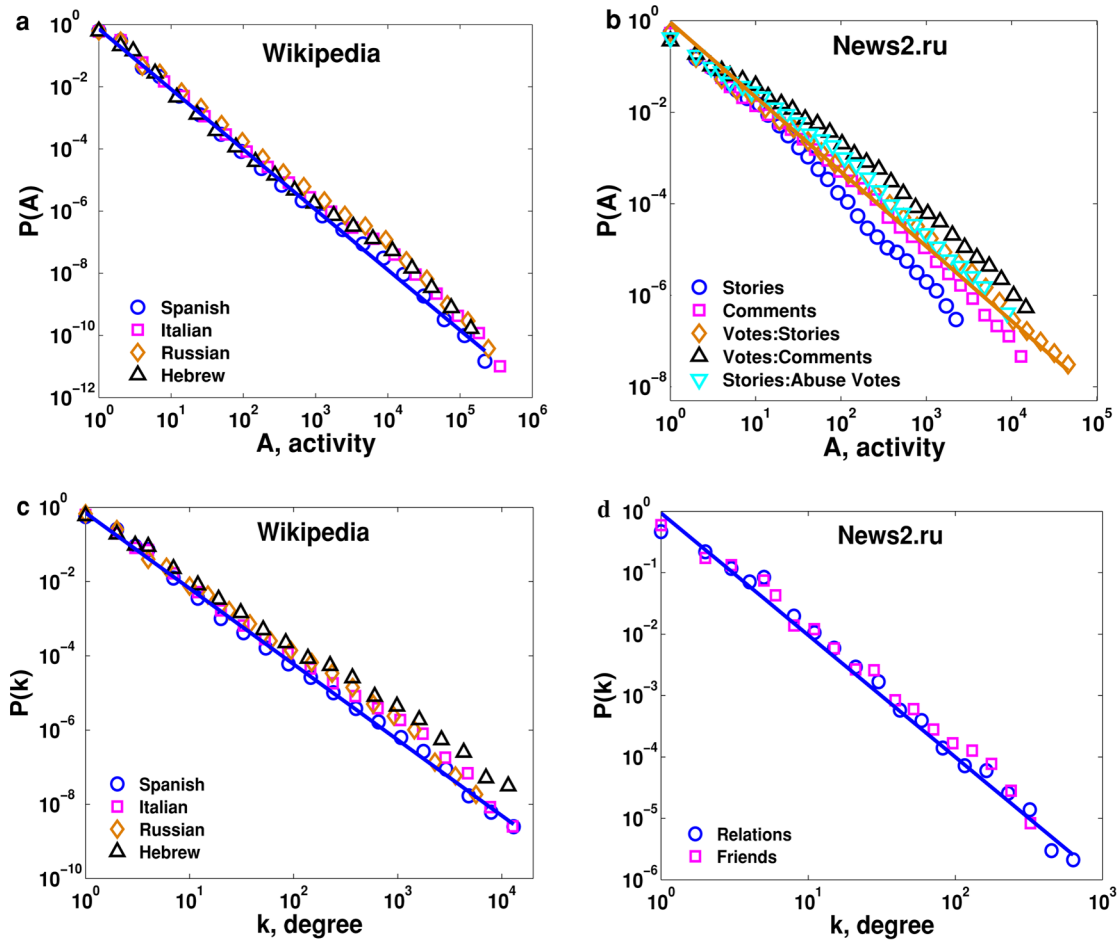 a
Wikipedia
P(A)
10^0
10^-2
10^-4
10^-6
10^-8
10^-10
10^-12
Spanish
Italian
Russian
Hebrew
10^0 10^1 10^2 10^3 10^4 10^5 10^6
A, activity
b
News2.ru
P(A)
10^0
10^-2
10^-4
10^-6
10^-8
Stories
Comments
Votes:Stories
Votes:Comments
Stories:Abuse Votes
10^0 10^1 10^2 10^3 10^4 10^5
A, activity
c
Wikipedia
P(k)
10^0
10^-2
10^-4
10^-6
10^-8
10^-10
Spanish
Italian
Russian
Hebrew
10^0 10^1 10^2 10^3 10^4
k, degree
d
News2.ru
P(k)
10^0
10^-1
10^-2
10^-3
10^-4
10^-5
10^-6
Relations
Friends
10^0 10^1 10^2 10^3
k, degree